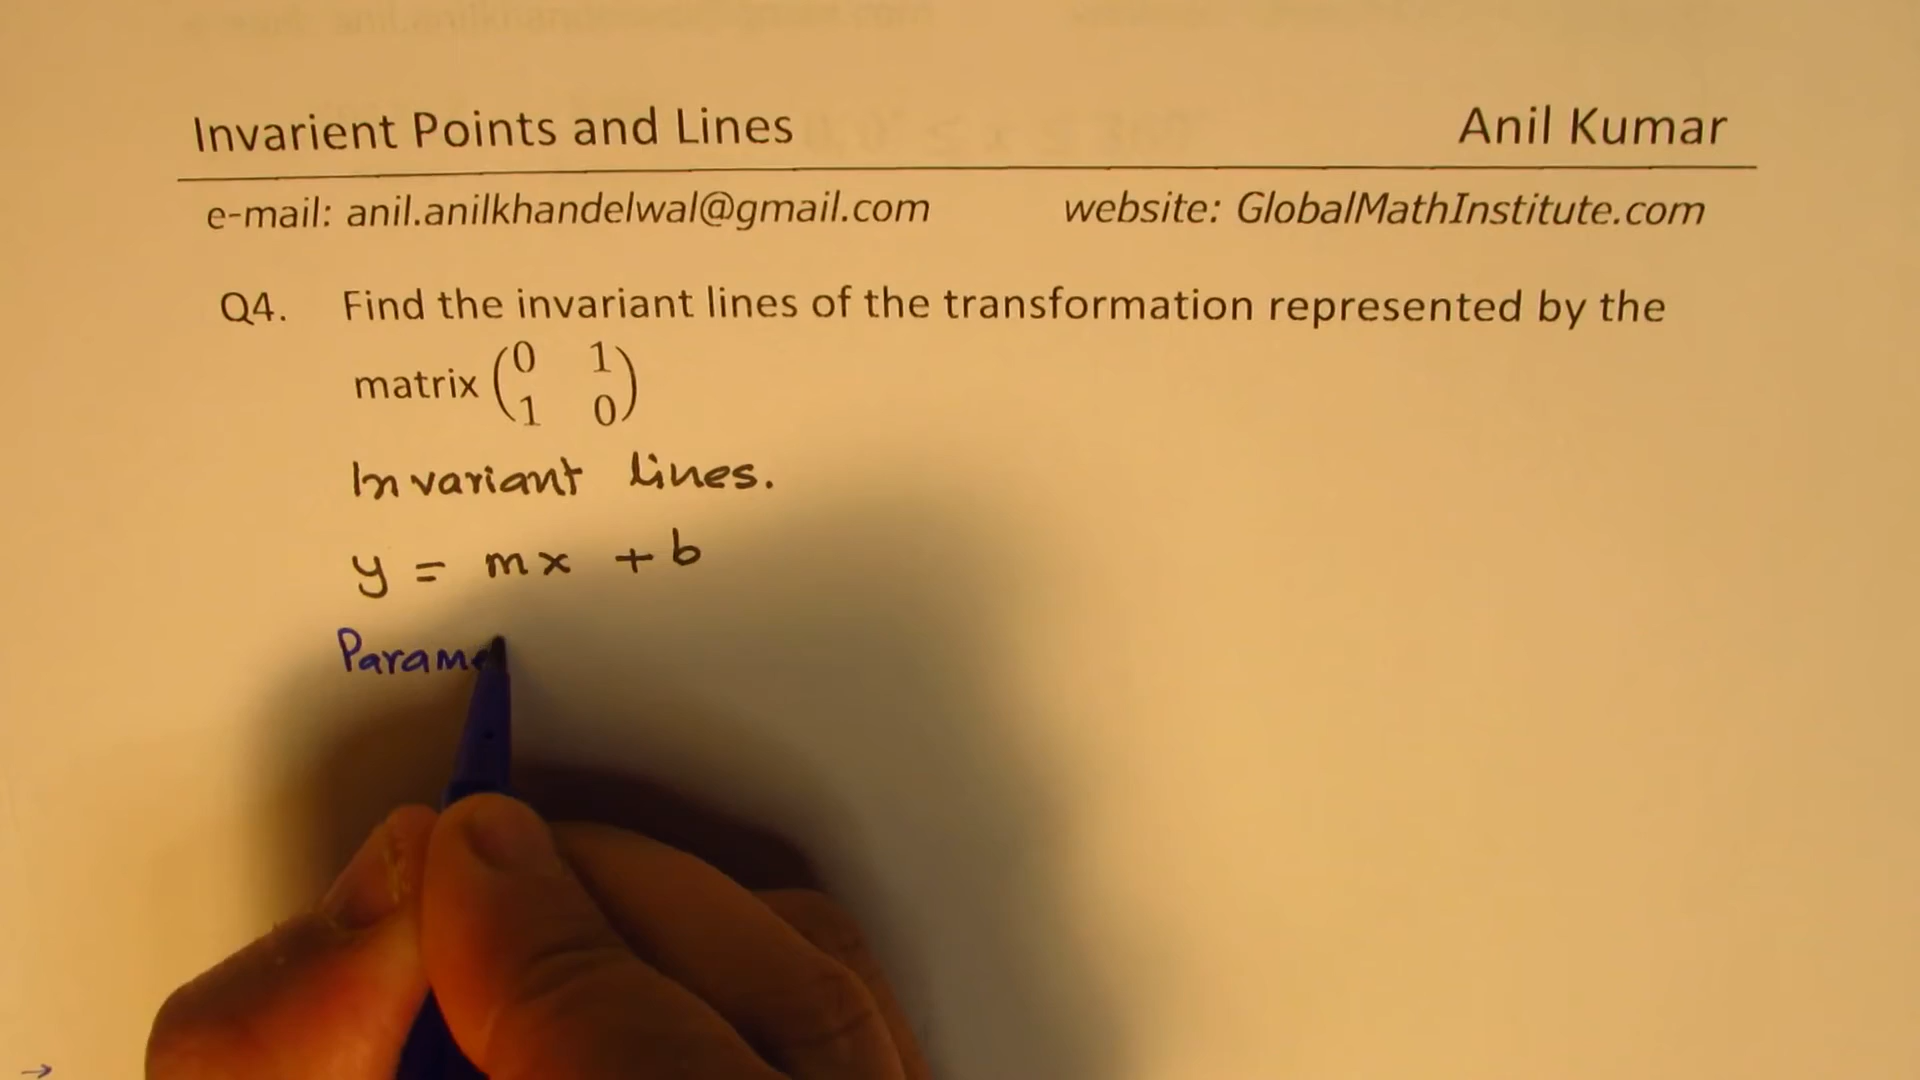 Invarient Points and Lines Anil Kumar
e-mail: anil.anilkhandelwal@gmail.com website: GlobalMathInstitute.com
Q4. Find the invariant lines of the transformation represented by the
matrix (0 1
1 0)
Invariant lines.
y = mx + b
Parame